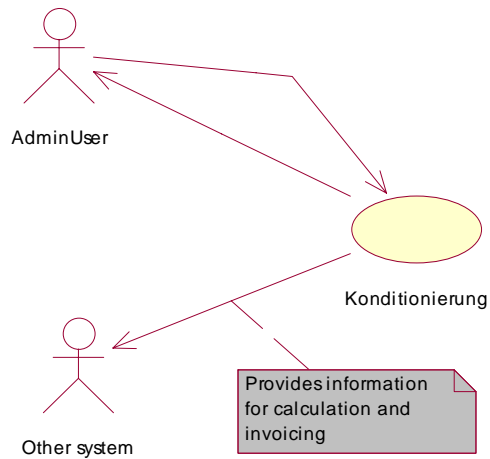 AdminUser
Konditionierung
Provides information
for calculation and
invoicing
Other system